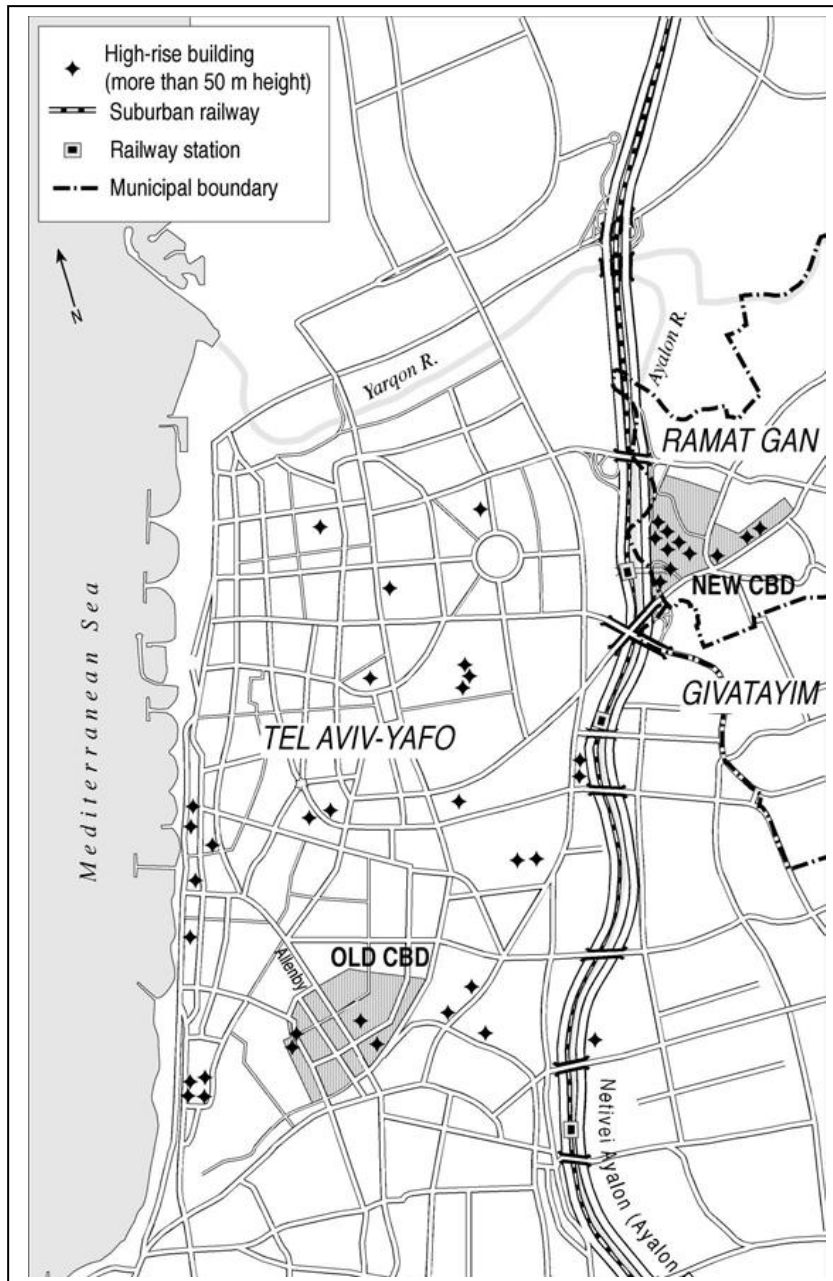 High-rise building
(more than 50 m height)
Suburban railway
Railway station
Municipal boundary
N
Yarqon R.
Ayalon R.
RAMAT GAN
NEW CBD
GIVATAYIM
TEL AVIV-YAFO
Mediterranean Sea
OLD CBD
Allenby
Netivei Ayalon (Ayalon